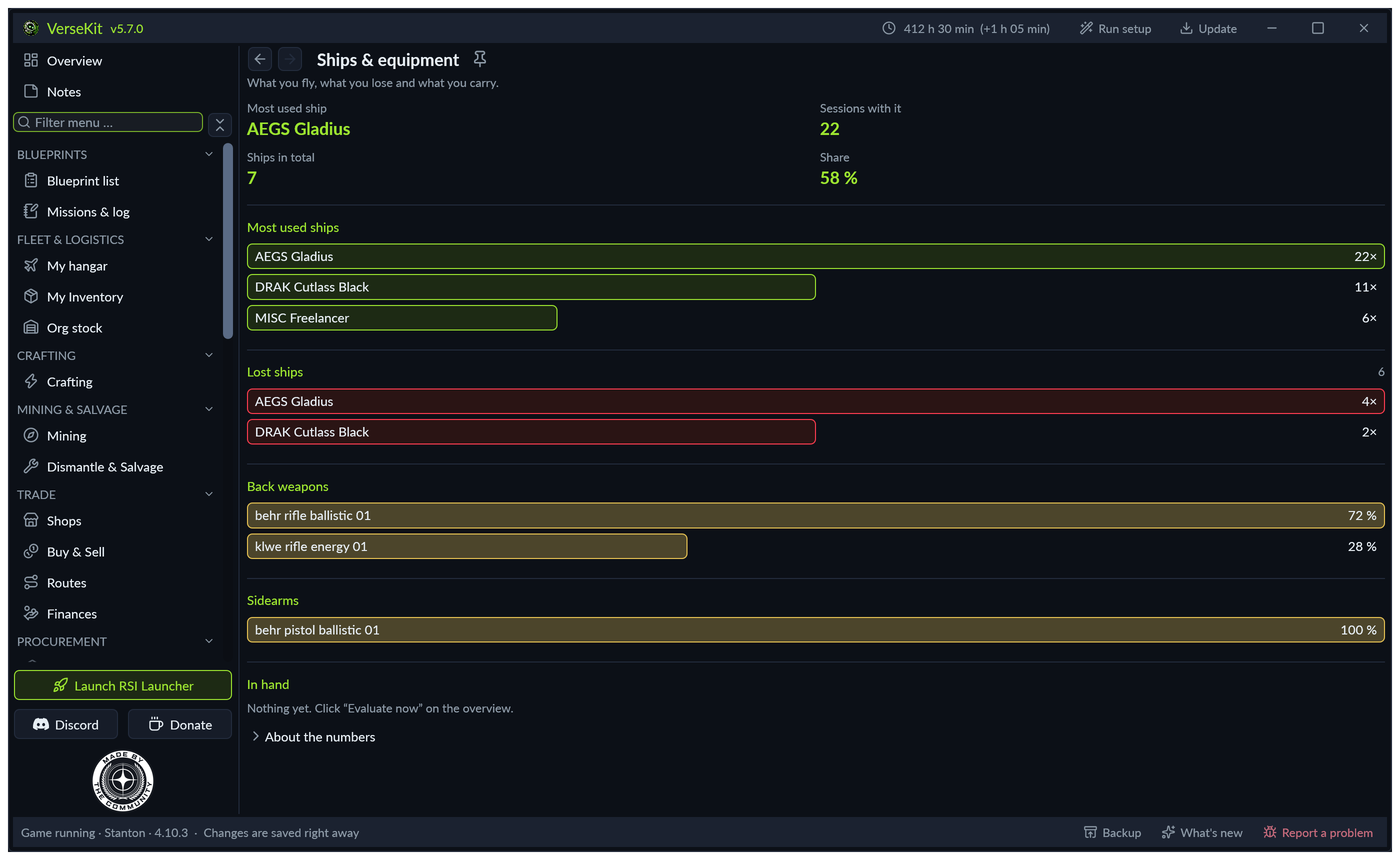 VerseKit v5.7.0
412 h 30 min (+1 h 05 min)
Run setup
Update
Overview
Notes
Filter menu ...
BLUEPRINTS
Blueprint list
Missions & log
FLEET & LOGISTICS
My hangar
My Inventory
Org stock
CRAFTING
Crafting
MINING & SALVAGE
Mining
Dismantle & Salvage
TRADE
Shops
Buy & Sell
Routes
Finances
PROCUREMENT
Launch RSI Launcher
Discord
Donate
MADE BY
THE COMMUNITY
Ships & equipment
What you fly, what you lose and what you carry.
Most used ship
AEGS Gladius
Sessions with it
22
Ships in total
7
Share
58 %
Most used ships
AEGS Gladius 22×
DRAK Cutlass Black 11×
MISC Freelancer 6×
Lost ships 6
AEGS Gladius 4×
DRAK Cutlass Black 2×
Back weapons
behr rifle ballistic 01 72 %
klwe rifle energy 01 28 %
Sidearms
behr pistol ballistic 01 100 %
In hand
Nothing yet. Click “Evaluate now” on the overview.
About the numbers
Game running · Stanton · 4.10.3 · Changes are saved right away
Backup
What's new
Report a problem